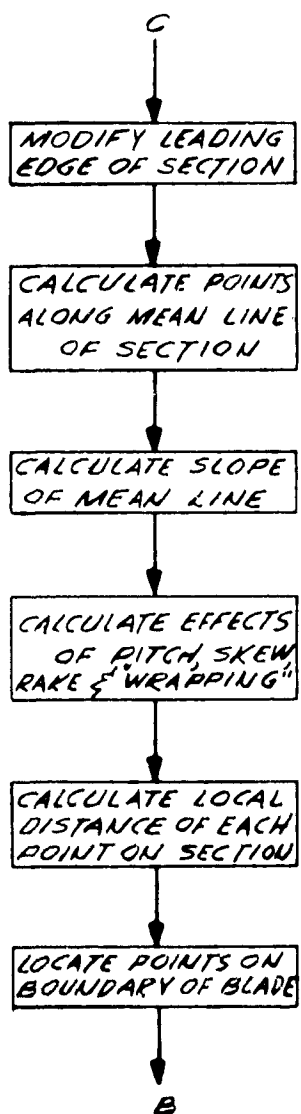 C
MODIFY LEADING
EDGE OF SECTION
CALCULATE POINTS
ALONG MEAN LINE
OF SECTION
CALCULATE SLOPE
OF MEAN LINE
CALCULATE EFFECTS
OF PITCH, SKEW,
RAKE & "WRAPPING"
CALCULATE LOCAL
DISTANCE OF EACH
POINT ON SECTION
LOCATE POINTS ON
BOUNDARY OF BLADE
B